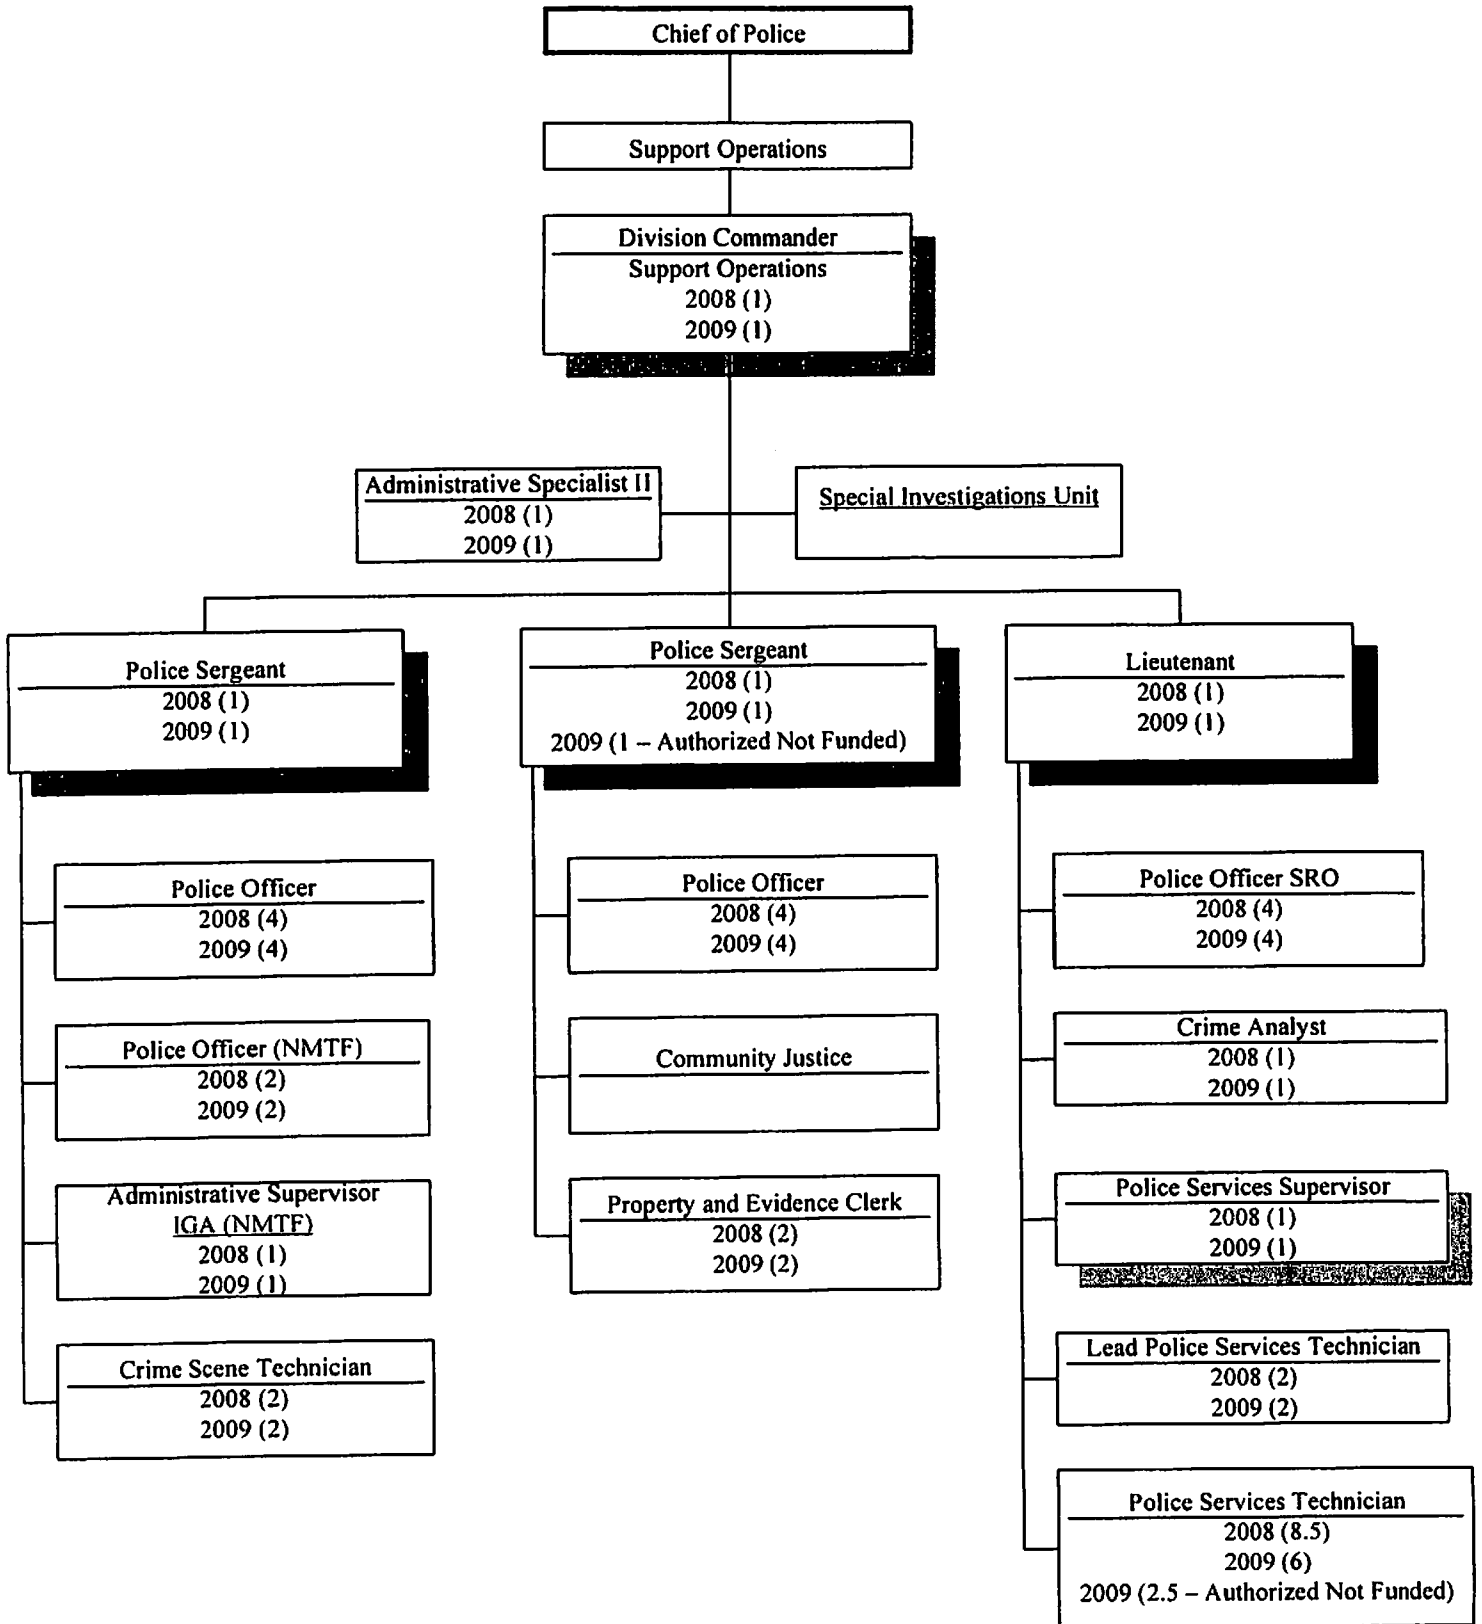 Chief of Police
Support Operations
Division Commander
Support Operations
2008 (1)
2009 (1)
Administrative Specialist II
2008 (1)
2009 (1)
Special Investigations Unit
Police Sergeant
2008 (1)
2009 (1)
Police Officer
2008 (4)
2009 (4)
Police Officer (NMTF)
2008 (2)
2009 (2)
Administrative Supervisor
IGA (NMTF)
2008 (1)
2009 (1)
Crime Scene Technician
2008 (2)
2009 (2)
Police Sergeant
2008 (1)
2009 (1)
2009 (1 – Authorized Not Funded)
Police Officer
2008 (4)
2009 (4)
Community Justice
Property and Evidence Clerk
2008 (2)
2009 (2)
Lieutenant
2008 (1)
2009 (1)
Police Officer SRO
2008 (4)
2009 (4)
Crime Analyst
2008 (1)
2009 (1)
Police Services Supervisor
2008 (1)
2009 (1)
Lead Police Services Technician
2008 (2)
2009 (2)
Police Services Technician
2008 (8.5)
2009 (6)
2009 (2.5 – Authorized Not Funded)